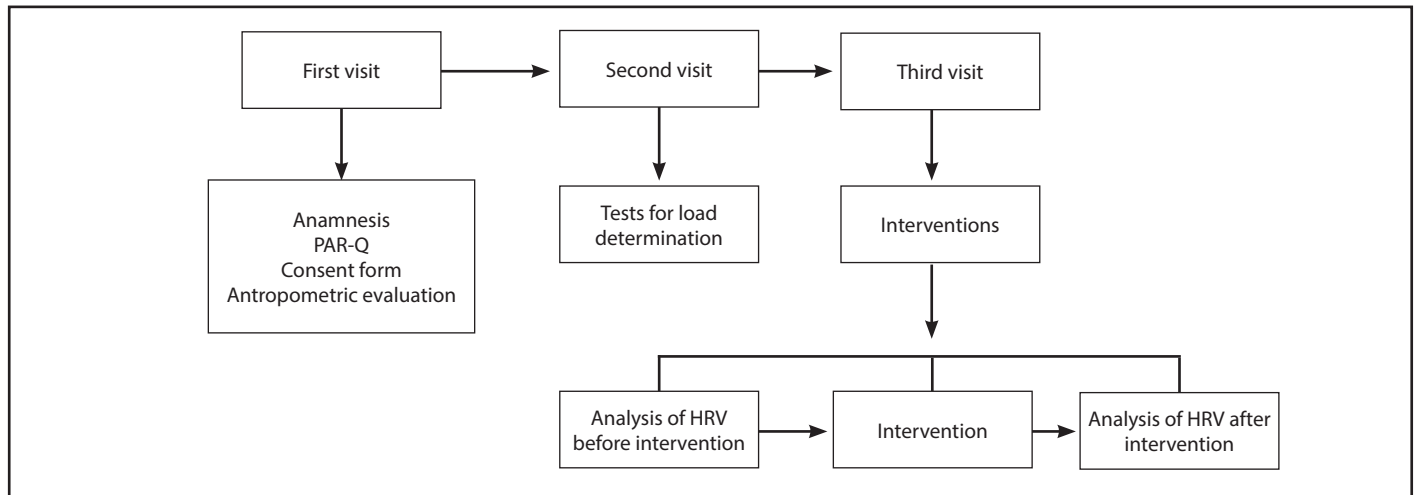 First visit
Second visit
Third visit
Anamnesis
PAR-Q
Consent form
Antropometric evaluation
Tests for load
determination
Interventions
Analysis of HRV
before intervention
Intervention
Analysis of HRV after
intervention